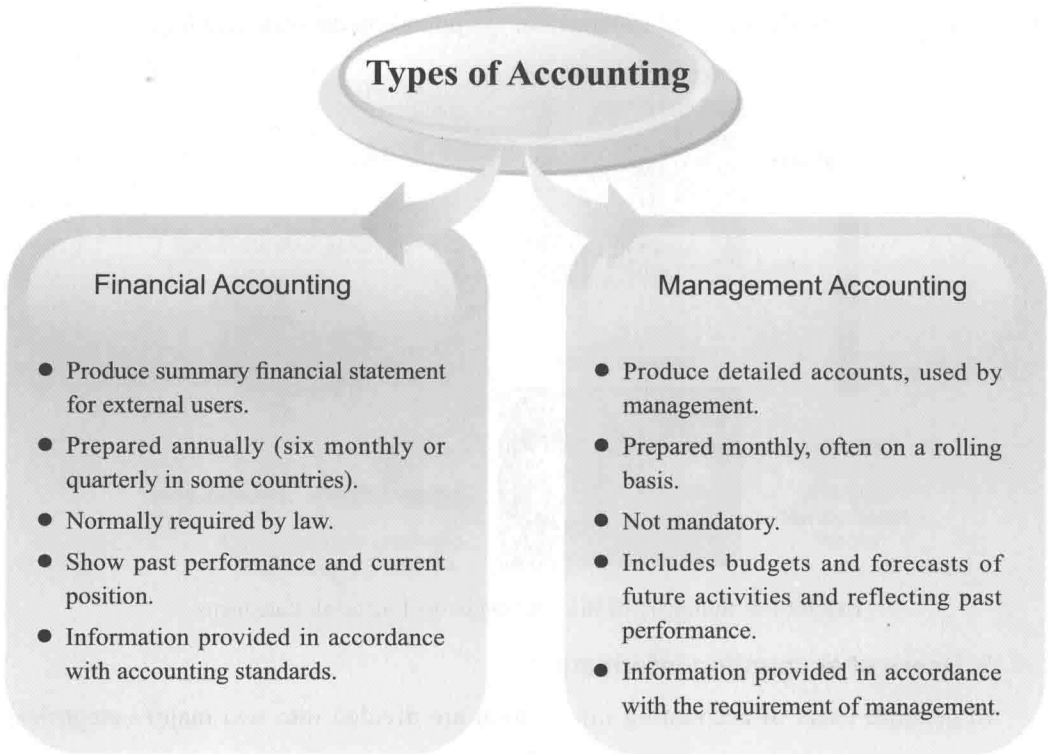 Types of Accounting
Financial Accounting
● Produce summary financial statement
for external users.
● Prepared annually (six monthly or
quarterly in some countries).
● Normally required by law.
● Show past performance and current
position.
● Information provided in accordance
with accounting standards.
Management Accounting
● Produce detailed accounts, used by
management.
● Prepared monthly, often on a rolling
basis.
● Not mandatory.
● Includes budgets and forecasts of
future activities and reflecting past
performance.
● Information provided in accordance
with the requirement of management.